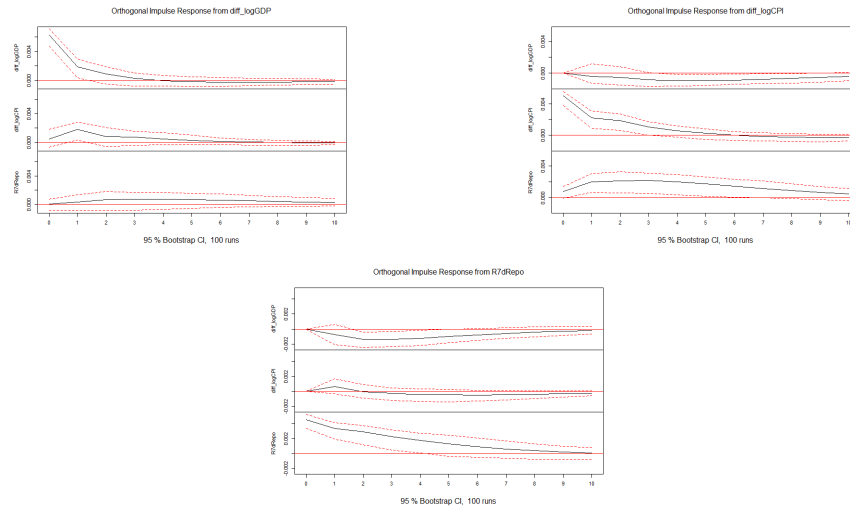 Orthogonal Impulse Response from diff_logGDP
diff_logGDP
0.000 0.004
diff_logCPI
0.000 0.004
R7dRepo
0.000 0.004
0 1 2 3 4 5 6 7 8 9 10
95 % Bootstrap CI, 100 runs
Orthogonal Impulse Response from diff_logCPI
diff_logGDP
0.000 0.004
diff_logCPI
0.000 0.004
R7dRepo
0.000 0.004
0 1 2 3 4 5 6 7 8 9 10
95 % Bootstrap CI, 100 runs
Orthogonal Impulse Response from R7dRepo
diff_logGDP
-0.002 0.002
diff_logCPI
-0.002 0.002
R7dRepo
-0.002 0.002
0 1 2 3 4 5 6 7 8 9 10
95 % Bootstrap CI, 100 runs